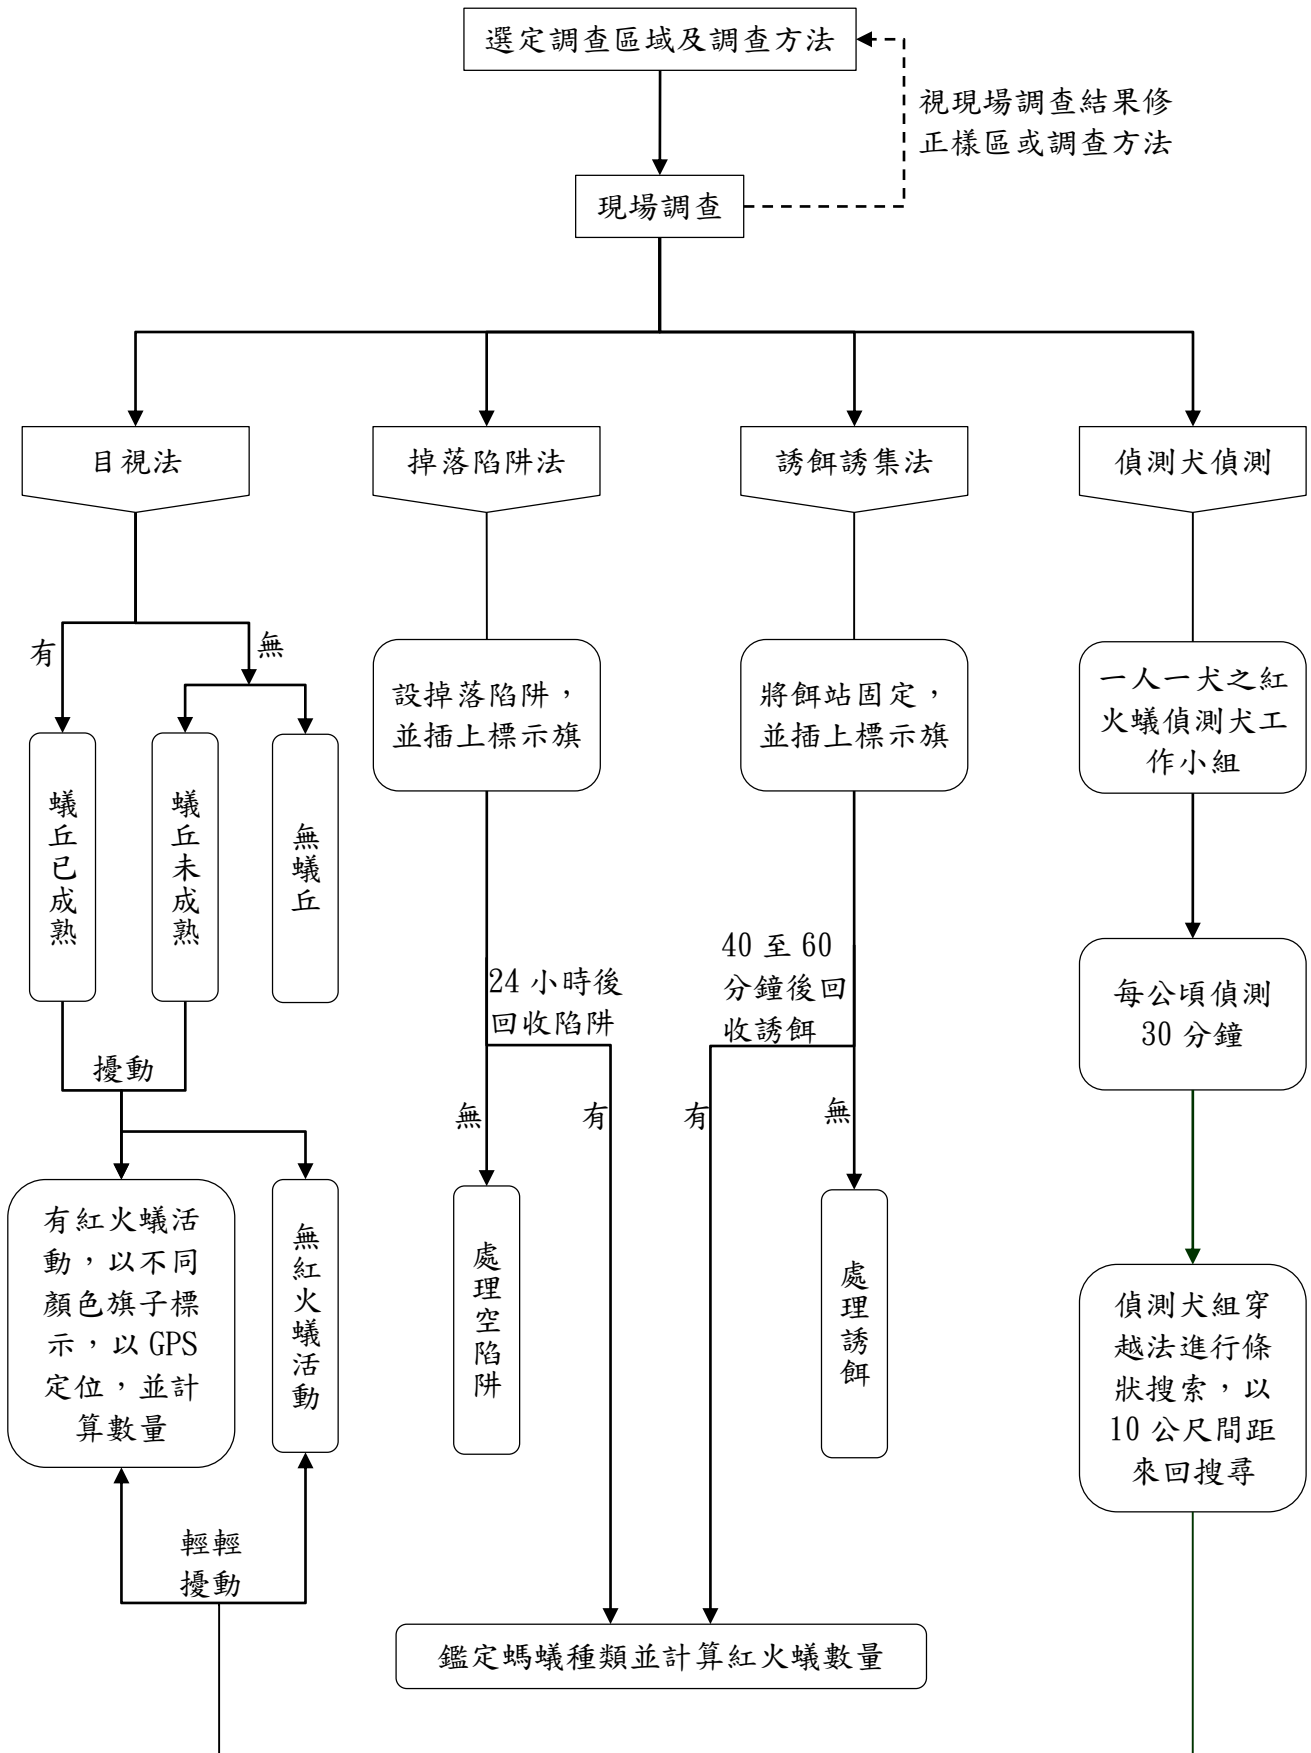 選定調查區域及調查方法
視現場調查結果修
正樣區或調查方法
現場調查
目視法
掉落陷阱法
誘餌誘集法
偵測犬偵測
有
無
設掉落陷阱，
並插上標示旗
將餌站固定，
並插上標示旗
一人一犬之紅
火蟻偵測犬工
作小組
蟻丘已成熟
蟻丘未成熟
無蟻丘
24 小時後
回收陷阱
40 至 60
分鐘後回
收誘餌
每公頃偵測
30 分鐘
擾動
無
有
有
無
有紅火蟻活
動，以不同
顏色旗子標
示，以 GPS
定位，並計
算數量
無紅火蟻活動
處理空陷阱
處理誘餌
偵測犬組穿
越法進行條
狀搜索，以
10 公尺間距
來回搜尋
輕輕
擾動
鑑定螞蟻種類並計算紅火蟻數量